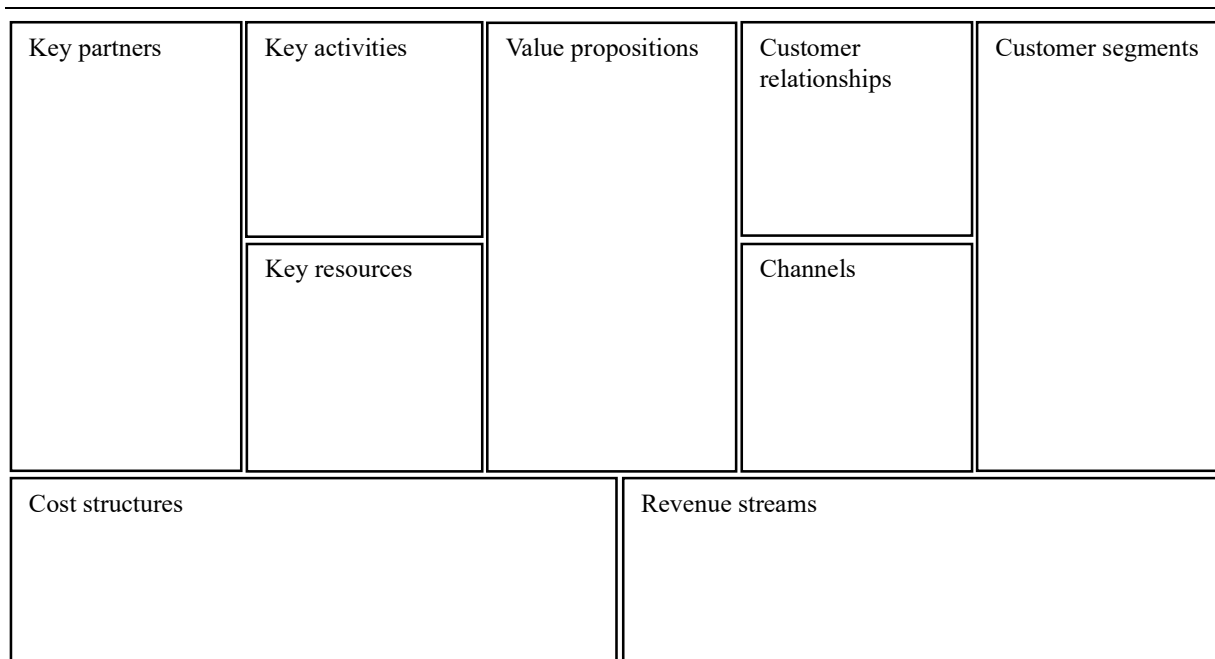 Key partners
Key activities
Value propositions
Customer
relationships
Customer segments
Key resources
Channels
Cost structures
Revenue streams